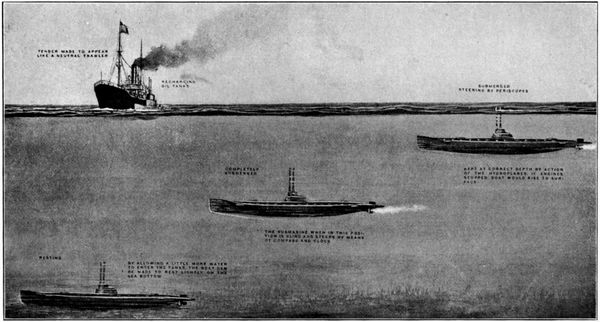 TENDER MADE TO APPEAR
LIKE A NEUTRAL TRAWLER
RECHARGING
OIL TANKS
SUBMERGED
STEERING BY PERISCOPES
KEPT AT CORRECT DEPTH BY ACTION
OF THE HYDROPLANES. IF ENGINES
STOPPED BOAT WOULD RISE TO SUR-
FACE
COMPLETELY
SUBMERGED
THE SUBMARINE WHEN IN THIS POSI-
TION IS BLIND AND STEERS BY MEANS
OF COMPASS AND CLOCK
RESTING
BY ALLOWING A LITTLE MORE WATER
TO ENTER THE TANKS, THE BOAT CAN
BE MADE TO REST LIGHTLY ON THE
SEA BOTTOM